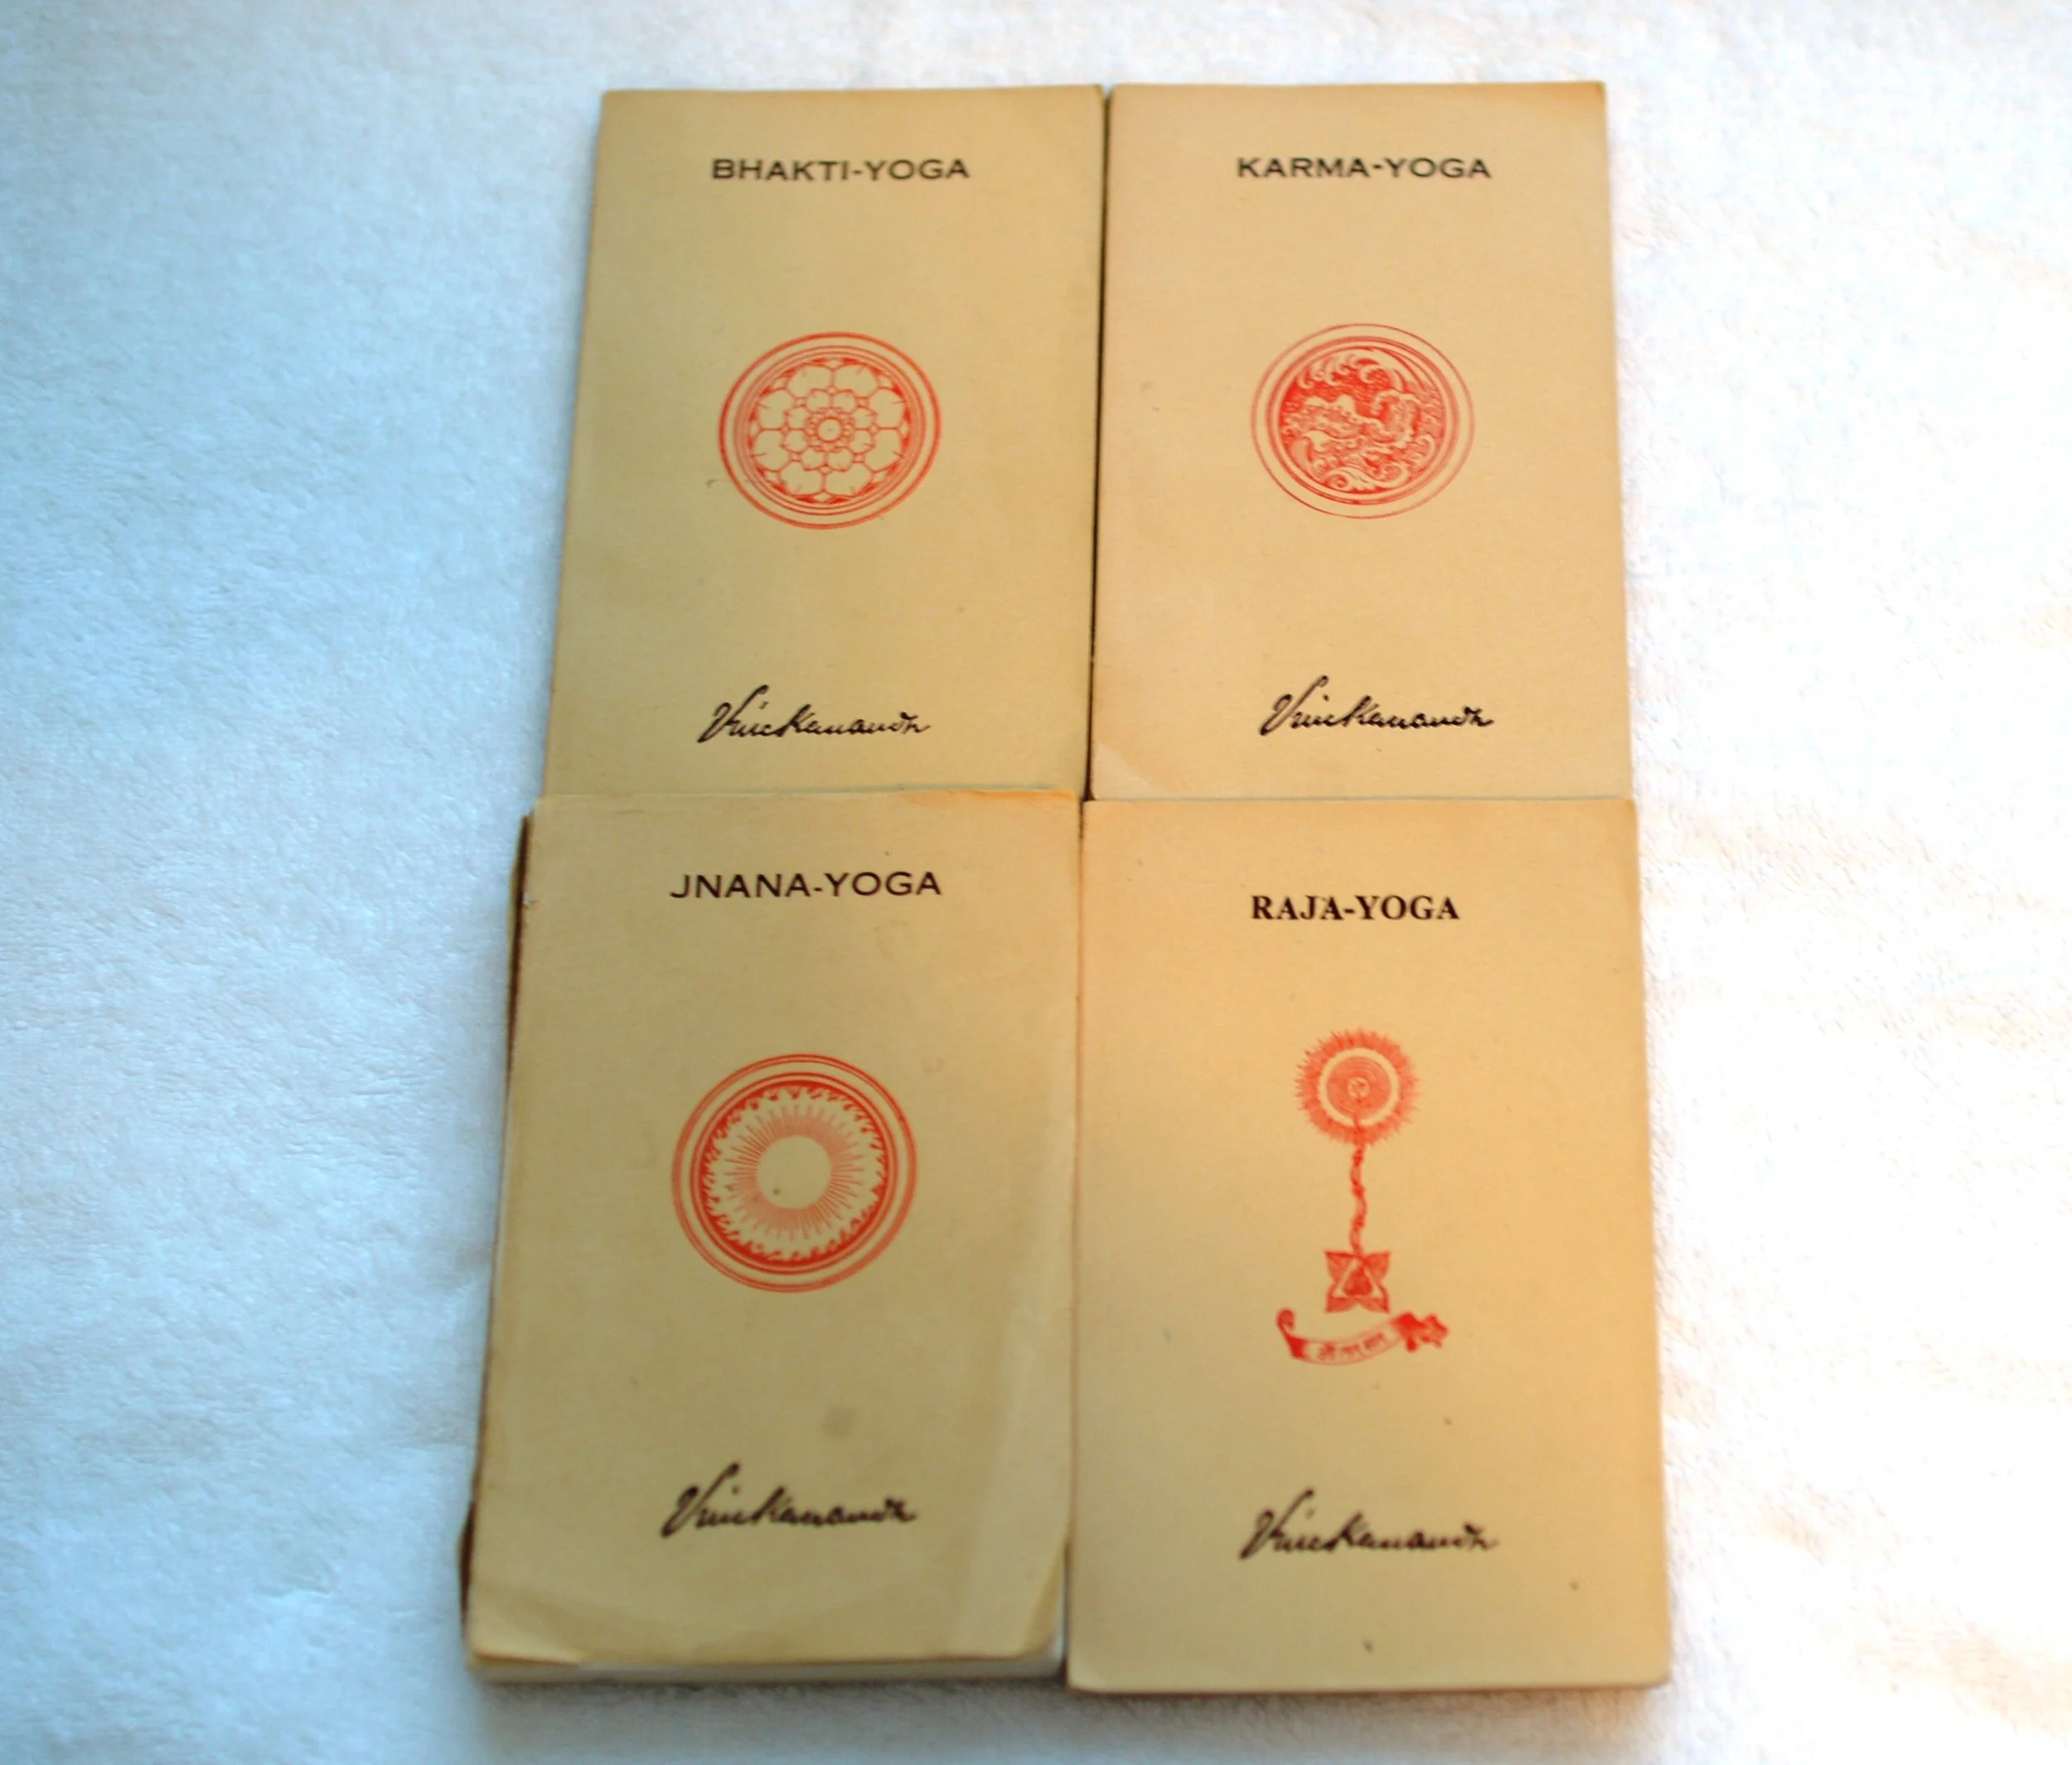 BHAKTI-YOGA
Vivekananda
KARMA-YOGA
Vivekananda
JNANA-YOGA
Vivekananda
RAJA-YOGA
Vivekananda